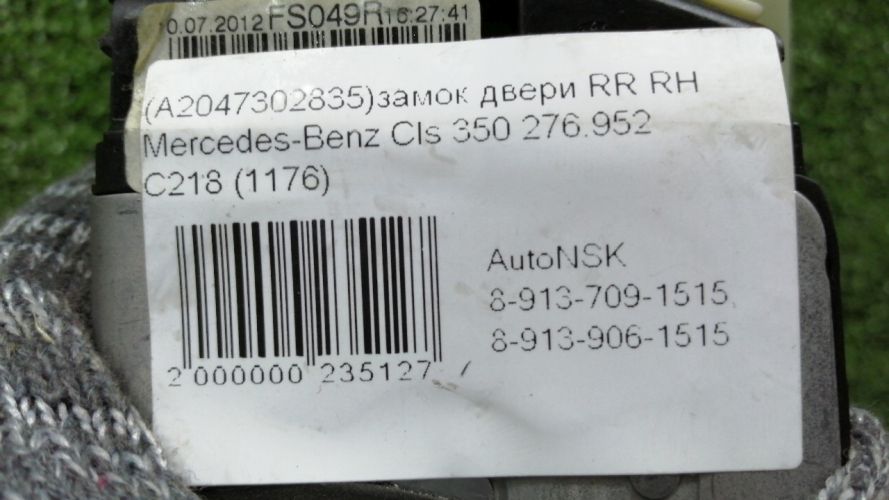 0.07.2012 FS049R 16:27:41
(A2047302835)замок двери RR RH
Mercedes-Benz Cls 350 276.952
C218 (1176)
AutoNSK
8-913-709-1515,
8-913-906-1515
2 000000 235127